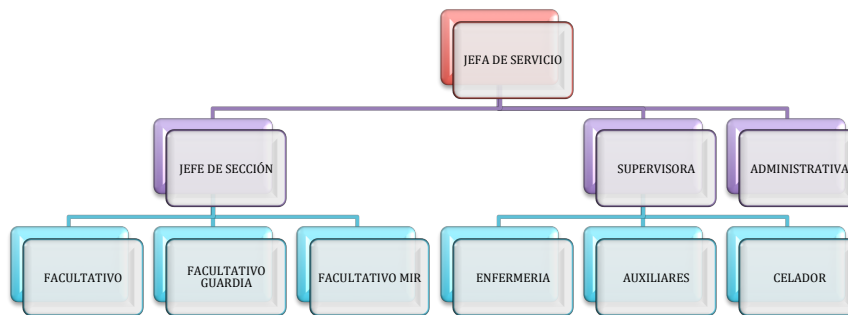 JEFA DE SERVICIO
JEFE DE SECCIÓN
SUPERVISORA
ADMINISTRATIVA
FACULTATIVO
FACULTATIVO
GUARDIA
FACULTATIVO MIR
ENFERMERIA
AUXILIARES
CELADOR